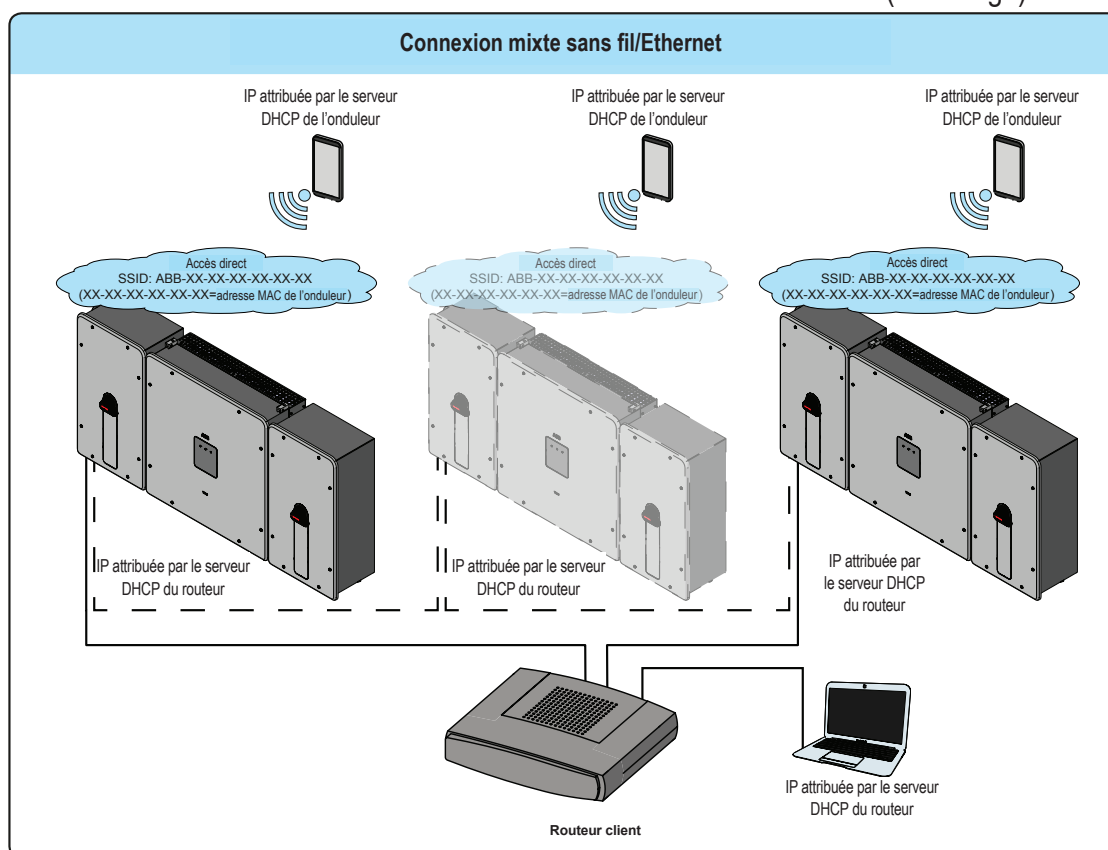 Connexion mixte sans fil/Ethernet
IP attribuée par le serveur
DHCP de l’onduleur
IP attribuée par le serveur
DHCP de l’onduleur
IP attribuée par le serveur
DHCP de l’onduleur
Accès direct
SSID: ABB-XX-XX-XX-XX-XX-XX
(XX-XX-XX-XX-XX-XX=adresse MAC de l’onduleur)
Accès direct
SSID: ABB-XX-XX-XX-XX-XX-XX
(XX-XX-XX-XX-XX-XX=adresse MAC de l’onduleur)
Accès direct
SSID: ABB-XX-XX-XX-XX-XX-XX
(XX-XX-XX-XX-XX-XX=adresse MAC de l’onduleur)
IP attribuée par le serveur
DHCP du routeur
IP attribuée par le serveur
DHCP du routeur
IP attribuée par
le serveur DHCP
du routeur
IP attribuée par le serveur
DHCP du routeur
Routeur client